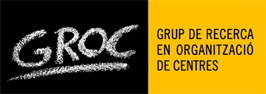 GROC
GRUP DE RECERCA
EN ORGANITZACIÓ
DE CENTRES